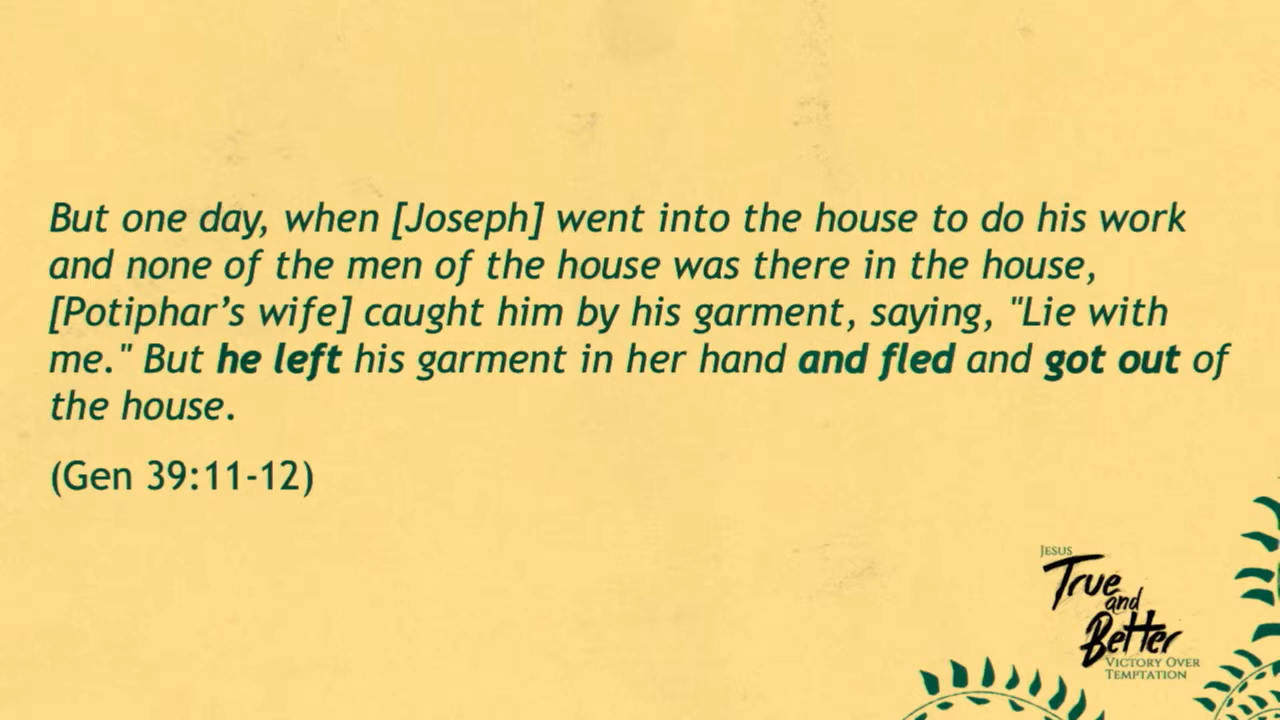 But one day, when [Joseph] went into the house to do his work
and none of the men of the house was there in the house,
[Potiphar’s wife] caught him by his garment, saying, "Lie with
me." But he left his garment in her hand and fled and got out of
the house.
(Gen 39:11-12)
JESUS
True
and
Better
VICTORY OVER
TEMPTATION